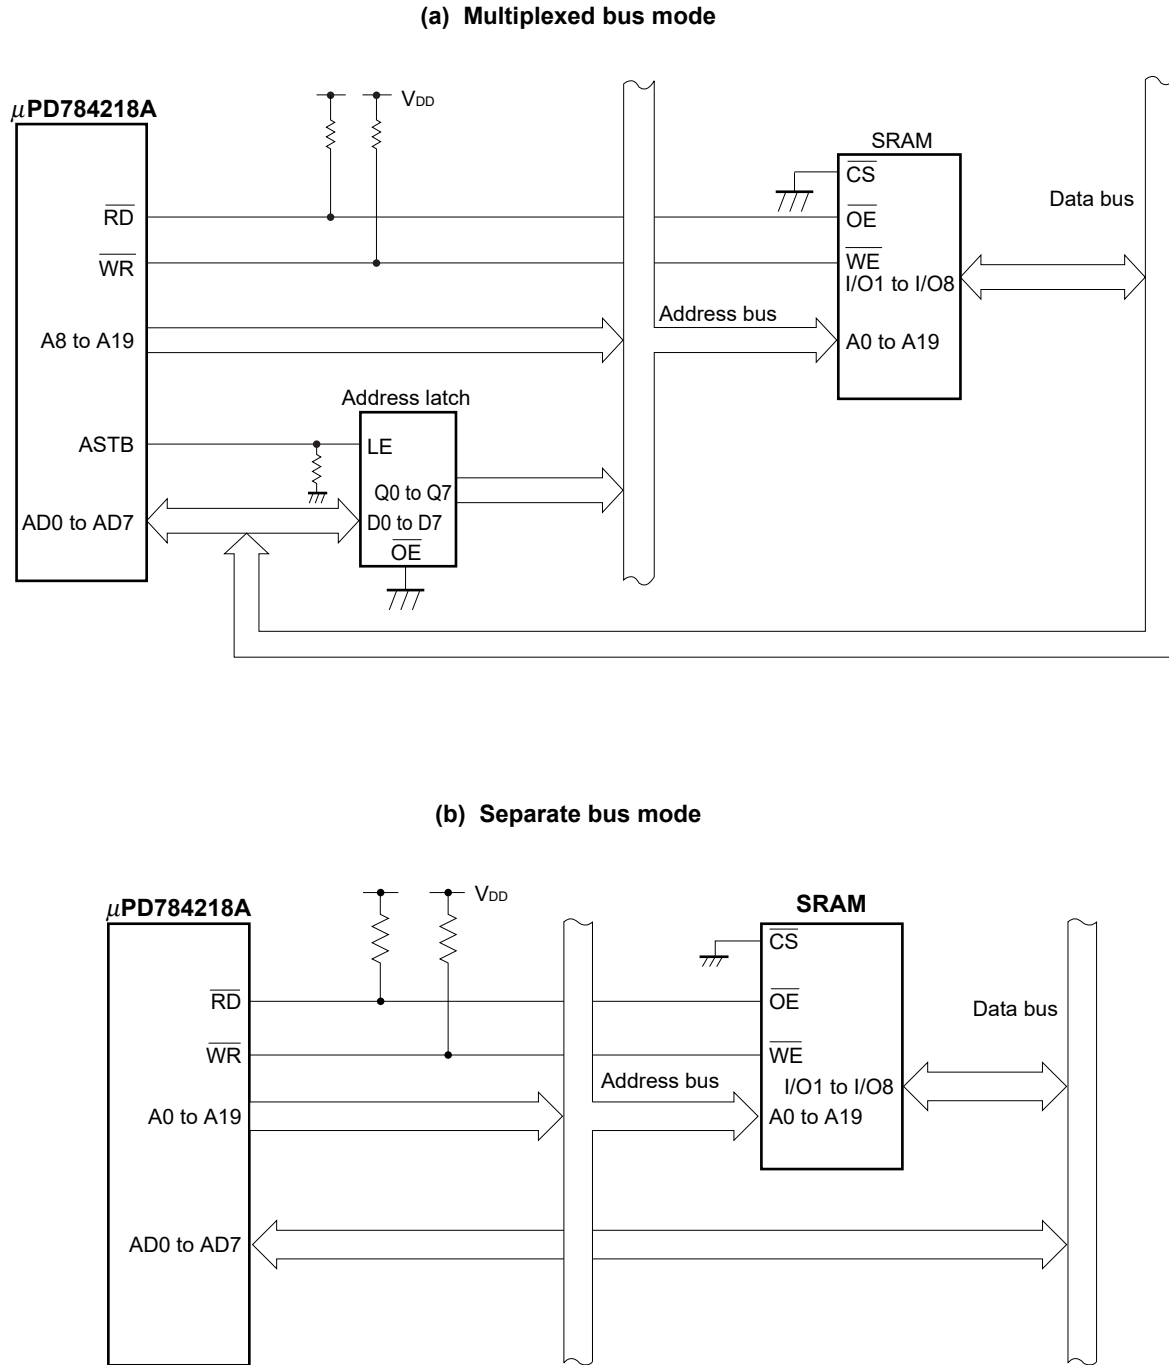 (a) Multiplexed bus mode
VDD
μPD784218A
SRAM
CS
RD
OE
Data bus
WR
WE
I/O1 to I/O8
Address bus
A8 to A19
A0 to A19
Address latch
ASTB
LE
Q0 to Q7
AD0 to AD7
D0 to D7
OE
(b) Separate bus mode
VDD
μPD784218A
SRAM
CS
RD
OE
Data bus
WR
WE
Address bus
I/O1 to I/O8
A0 to A19
A0 to A19
AD0 to AD7